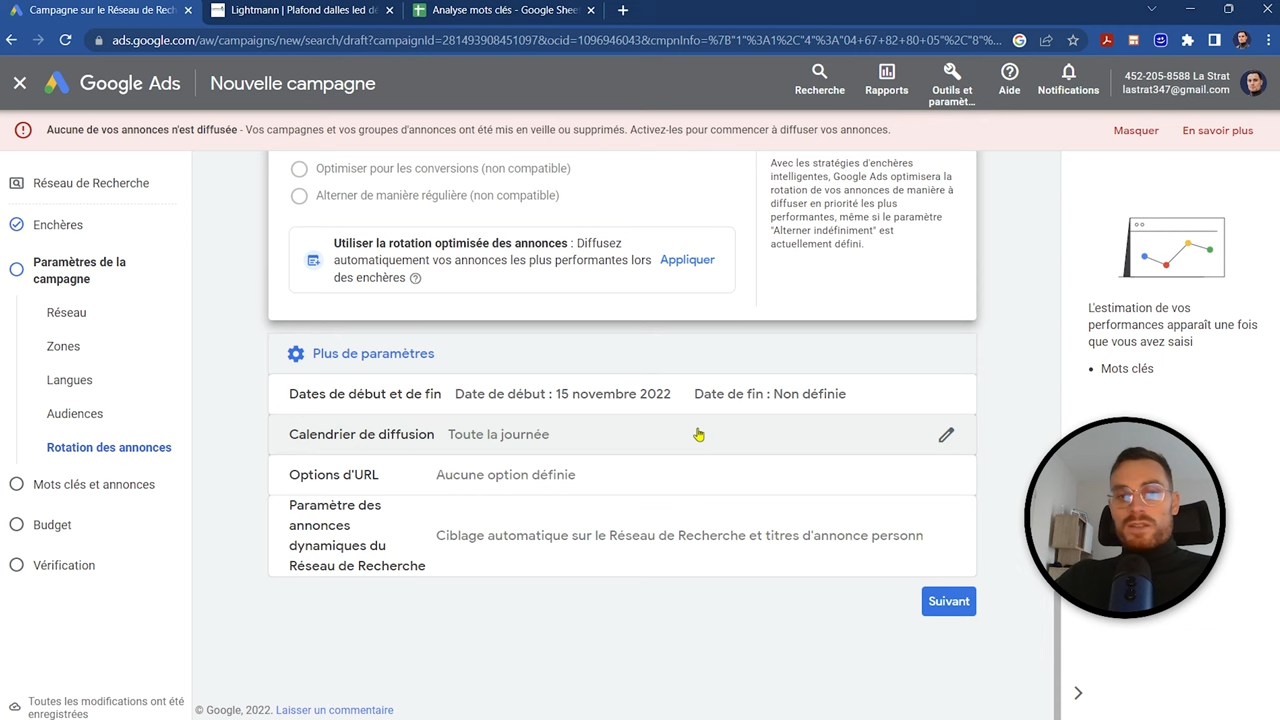 Campagne sur le Réseau de Rech
Lightmann | Plafond dalles led de
Analyse mots clés - Google Shee
ads.google.com/aw/campaigns/new/search/draft?campaignId=281493908451097&ocid=1096946043&cmpnInfo=%7B"1"%3A1%2C"4"%3A"04+67+82+80+05"%2C"8"%...
Google Ads
Nouvelle campagne
Recherche
Rapports
Outils et
paramèt...
Aide
Notifications
452-205-8588 La Strat
lastrat347@gmail.com
Aucune de vos annonces n'est diffusée - Vos campagnes et vos groupes d'annonces ont été mis en veille ou supprimés. Activez-les pour commencer à diffuser vos annonces.
Masquer
En savoir plus
Réseau de Recherche
Enchères
Paramètres de la
campagne
Réseau
Zones
Langues
Audiences
Rotation des annonces
Mots clés et annonces
Budget
Vérification
Toutes les modifications ont été
enregistrées
Optimiser pour les conversions (non compatible)
Alterner de manière régulière (non compatible)
Utiliser la rotation optimisée des annonces : Diffusez
automatiquement vos annonces les plus performantes lors
des enchères
Appliquer
Avec les stratégies d'enchères
intelligentes, Google Ads optimisera la
rotation de vos annonces de manière à
diffuser en priorité les plus
performantes, même si le paramètre
"Alterner indéfiniment" est
actuellement défini.
Plus de paramètres
Dates de début et de fin Date de début : 15 novembre 2022 Date de fin : Non définie
Calendrier de diffusion Toute la journée
Options d'URL Aucune option définie
Paramètre des
annonces
dynamiques du
Réseau de Recherche
Ciblage automatique sur le Réseau de Recherche et titres d'annonce personn
Suivant
© Google, 2022. Laisser un commentaire
L'estimation de vos
performances apparaît une fois
que vous avez saisi
• Mots clés